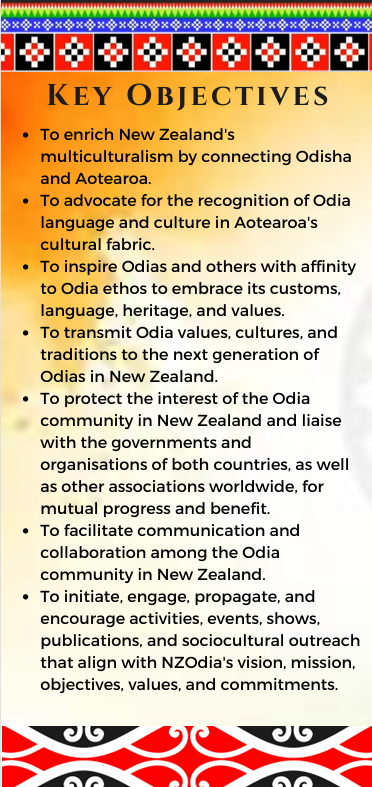 KEY OBJECTIVES
• To enrich New Zealand's
multiculturalism by connecting Odisha
and Aotearoa.
• To advocate for the recognition of Odia
language and culture in Aotearoa's
cultural fabric.
• To inspire Odias and others with affinity
to Odia ethos to embrace its customs,
language, heritage, and values.
• To transmit Odia values, cultures, and
traditions to the next generation of
Odias in New Zealand.
• To protect the interest of the Odia
community in New Zealand and liaise
with the governments and
organisations of both countries, as well
as other associations worldwide, for
mutual progress and benefit.
• To facilitate communication and
collaboration among the Odia
community in New Zealand.
• To initiate, engage, propagate, and
encourage activities, events, shows,
publications, and sociocultural outreach
that align with NZOdia's vision, mission,
objectives, values, and commitments.